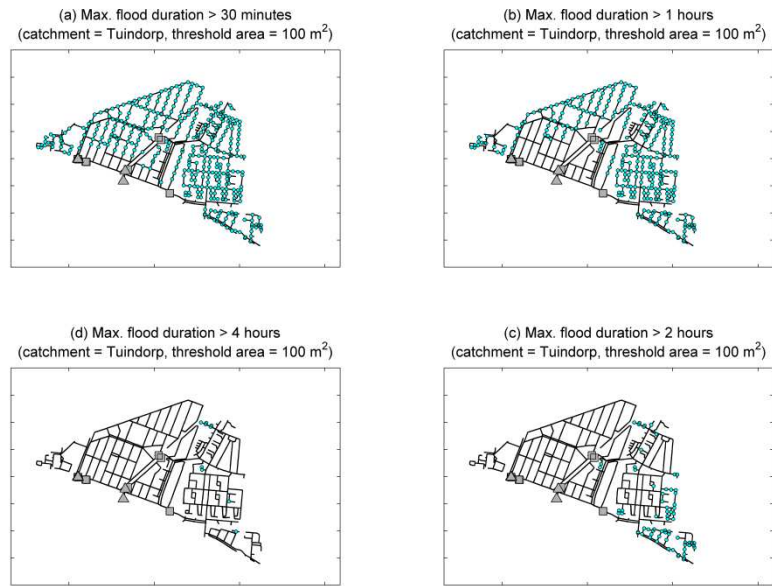 (a) Max. flood duration > 30 minutes
(catchment = Tuindorp, threshold area = 100 m²)
(b) Max. flood duration > 1 hours
(catchment = Tuindorp, threshold area = 100 m²)
(d) Max. flood duration > 4 hours
(catchment = Tuindorp, threshold area = 100 m²)
(c) Max. flood duration > 2 hours
(catchment = Tuindorp, threshold area = 100 m²)